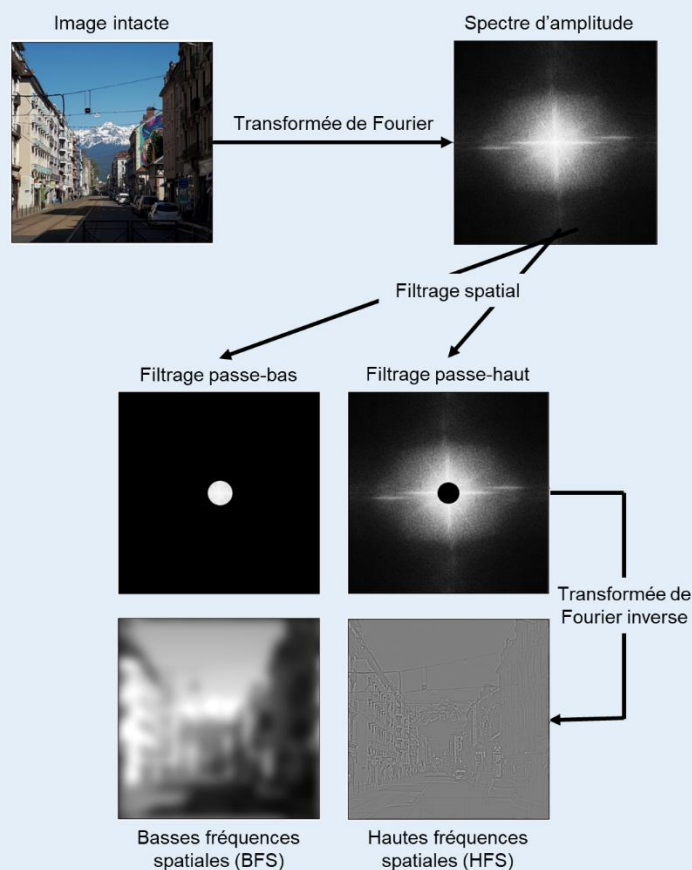 Image intacte
Spectre d’amplitude
Transformée de Fourier
Filtrage spatial
Filtrage passe-bas
Filtrage passe-haut
Transformée de
Fourier inverse
Basses fréquences
spatiales (BFS)
Hautes fréquences
spatiales (HFS)